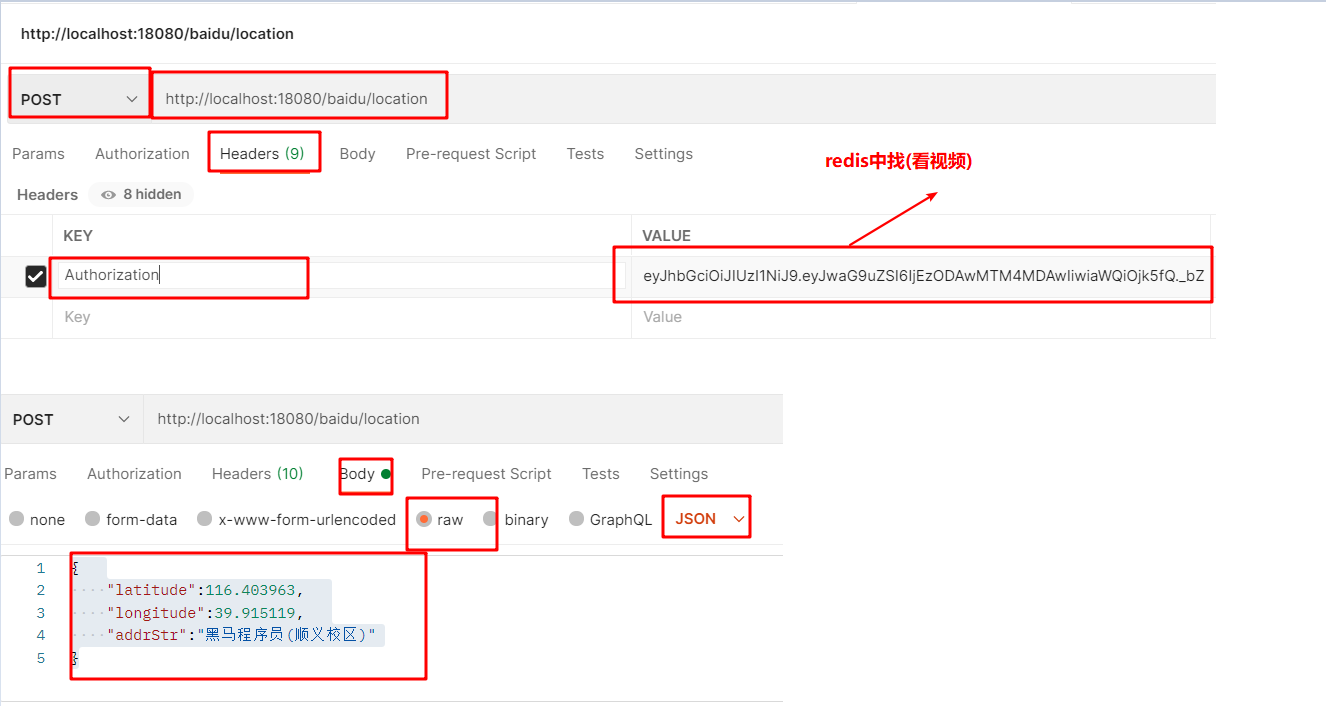 http://localhost:18080/baidu/location
POST http://localhost:18080/baidu/location
Params Authorization Headers (9) Body Pre-request Script Tests Settings
redis中找(看视频)
Headers 8 hidden
KEY VALUE
Authorization eyJhbGciOiJIUzI1NiJ9.eyJwaG9uZSI6IjEzODAwMTM4MDAwIiwiaWQiOjk5fQ._bZ
Key Value
POST http://localhost:18080/baidu/location
Params Authorization Headers (10) Body Pre-request Script Tests Settings
none form-data x-www-form-urlencoded raw binary GraphQL JSON
1 {
2 "latitude":116.403963,
3 "longitude":39.915119,
4 "addrStr":"黑马程序员(顺义校区)"
5 }